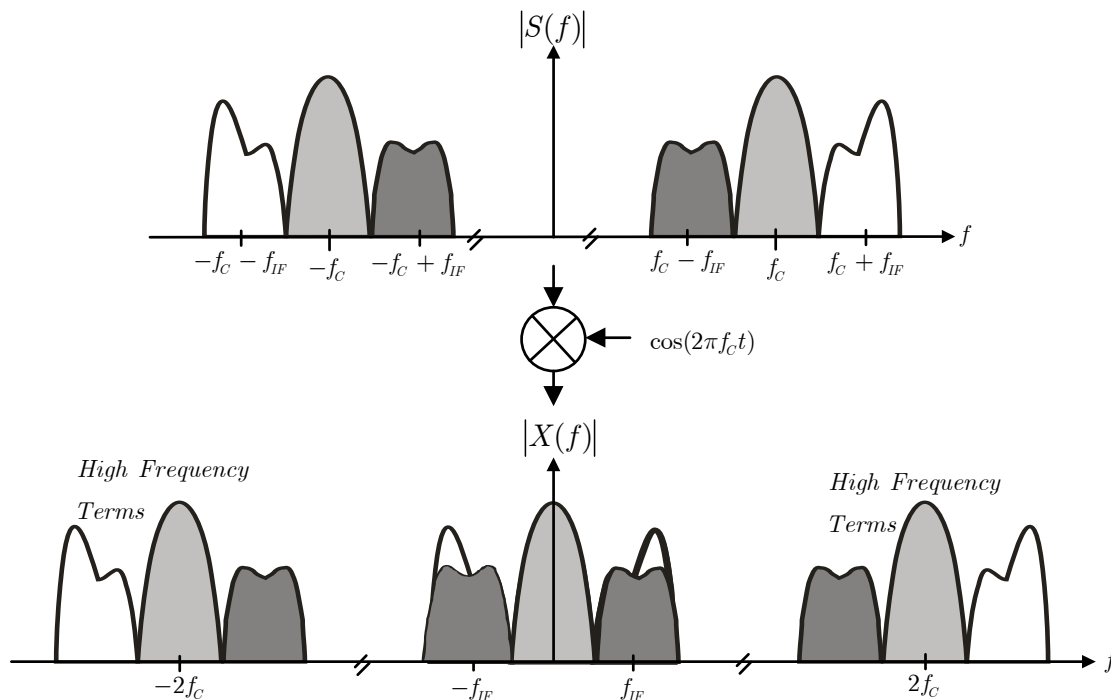 |S(f)|
f
−f_C − f_IF
−f_C
−f_C + f_IF
f_C − f_IF
f_C
f_C + f_IF
cos(2πf_Ct)
|X(f)|
High Frequency
Terms
High Frequency
Terms
f
−2f_C
−f_IF
f_IF
2f_C